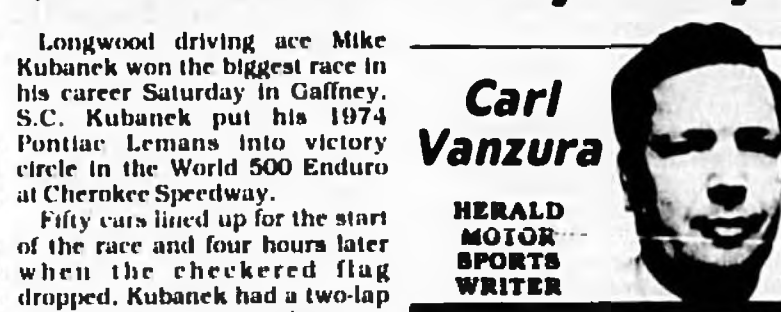 Longwood driving ace Mike
Kubanek won the biggest race in
his career Saturday in Gaffney,
S.C. Kubanek put his 1974
Pontiac Lemans into victory
circle in the World 500 Enduro
at Cherokee Speedway.
Fifty cars lined up for the start
of the race and four hours later
when the checkered flag
dropped, Kubanek had a two-lap
Carl
Vanzura
HERALD
MOTOR
SPORTS
WRITER